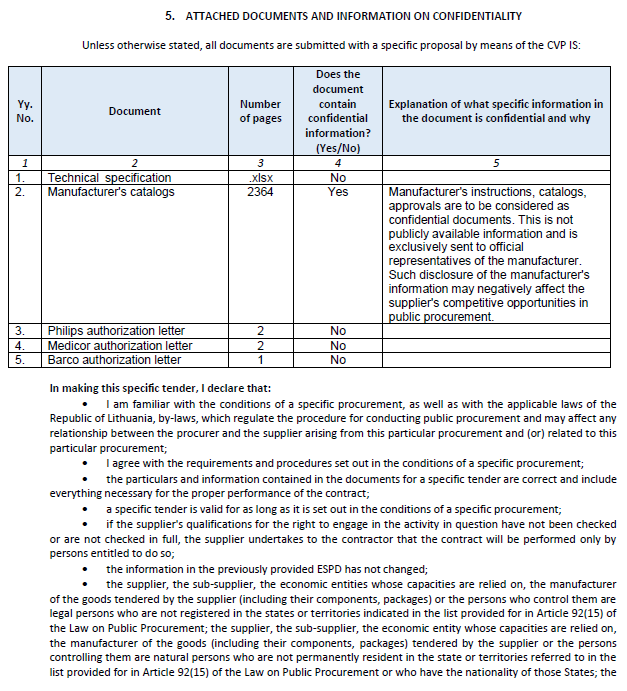 5. ATTACHED DOCUMENTS AND INFORMATION ON CONFIDENTIALITY
Unless otherwise stated, all documents are submitted with a specific proposal by means of the CVP IS:
Yy. No.
Document
Number of pages
Does the document contain confidential information? (Yes/No)
Explanation of what specific information in the document is confidential and why
1 2 3 4 5
1. Technical specification .xlsx No
2. Manufacturer's catalogs 2364 Yes Manufacturer's instructions, catalogs,
approvals are to be considered as
confidential documents. This is not
publicly available information and is
exclusively sent to official
representatives of the manufacturer.
Such disclosure of the manufacturer's
information may negatively affect the
supplier's competitive opportunities in
public procurement.
3. Philips authorization letter 2 No
4. Medicor authorization letter 2 No
5. Barco authorization letter 1 No
In making this specific tender, I declare that:
• I am familiar with the conditions of a specific procurement, as well as with the applicable laws of the
Republic of Lithuania, by-laws, which regulate the procedure for conducting public procurement and may affect any
relationship between the procurer and the supplier arising from this particular procurement and (or) related to this
particular procurement;
• I agree with the requirements and procedures set out in the conditions of a specific procurement;
• the particulars and information contained in the documents for a specific tender are correct and include
everything necessary for the proper performance of the contract;
• a specific tender is valid for as long as it is set out in the conditions of a specific procurement;
• if the supplier's qualifications for the right to engage in the activity in question have not been checked
or are not checked in full, the supplier undertakes to the contractor that the contract will be performed only by
persons entitled to do so;
• the information in the previously provided ESPD has not changed;
• the supplier, the sub-supplier, the economic entities whose capacities are relied on, the manufacturer
of the goods tendered by the supplier (including their components, packages) or the persons who control them are
legal persons who are not registered in the states or territories indicated in the list provided for in Article 92(15) of
the Law on Public Procurement; the supplier, the sub-supplier, the economic entity whose capacities are relied on,
the manufacturer of the goods (including their components, packages) tendered by the supplier or the persons
controlling them are natural persons who are not permanently resident in the state or territories referred to in the
list provided for in Article 92(15) of the Law on Public Procurement or who have the nationality of those States; the